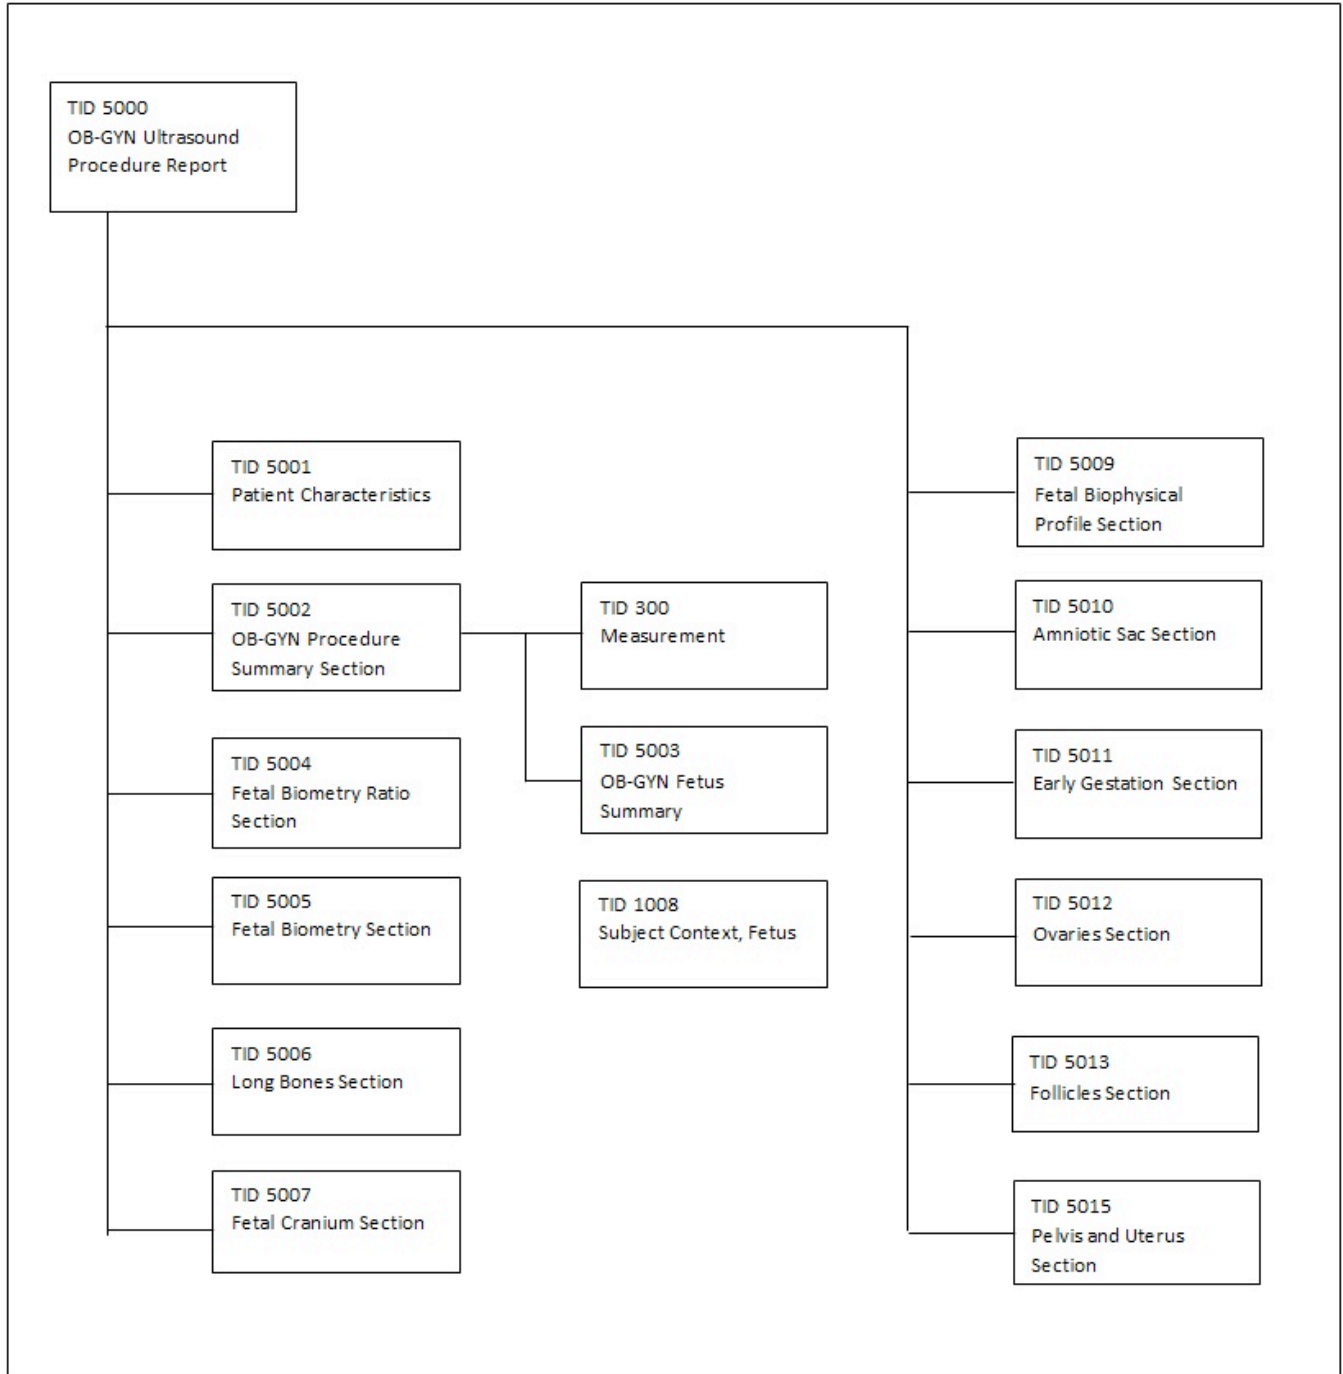 TID 5000
OB-GYN Ultrasound
Procedure Report
TID 5001
Patient Characteristics
TID 5002
OB-GYN Procedure
Summary Section
TID 300
Measurement
TID 5003
OB-GYN Fetus
Summary
TID 5004
Fetal Biometry Ratio
Section
TID 5005
Fetal Biometry Section
TID 1008
Subject Context, Fetus
TID 5006
Long Bones Section
TID 5007
Fetal Cranium Section
TID 5009
Fetal Biophysical
Profile Section
TID 5010
Amniotic Sac Section
TID 5011
Early Gestation Section
TID 5012
Ovaries Section
TID 5013
Follicles Section
TID 5015
Pelvis and Uterus
Section